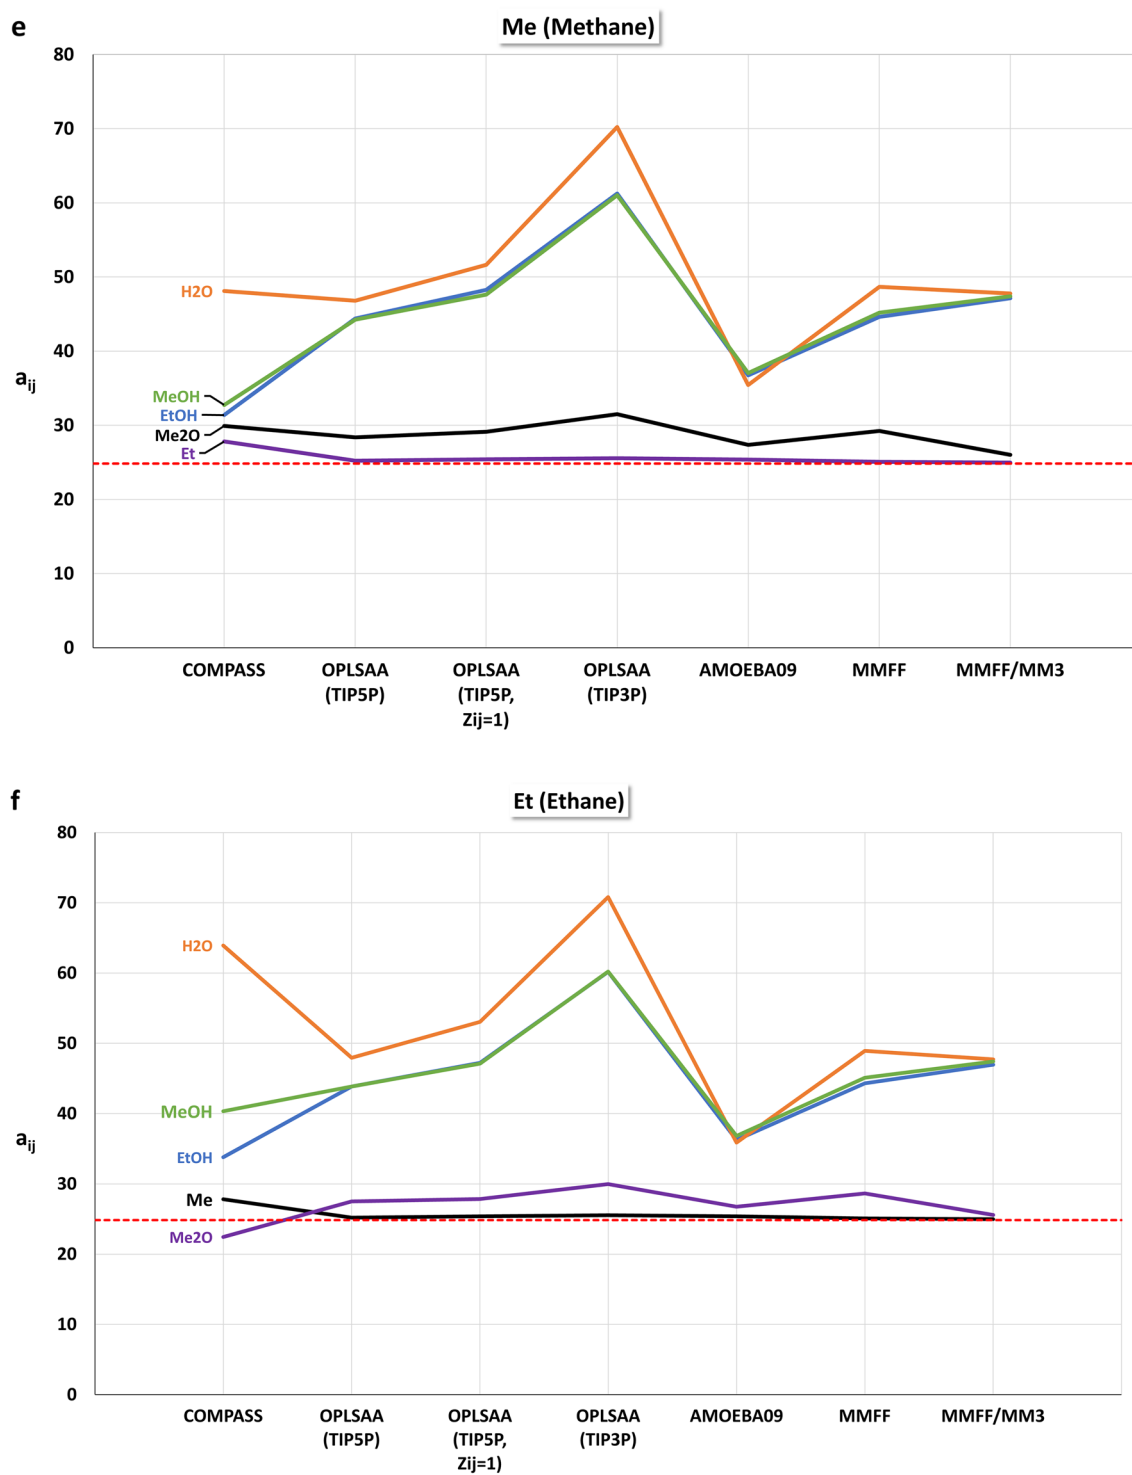 e
Me (Methane)
80
70
60
50
40
30
20
10
0
a_ij
H2O
MeOH
EtOH
Me2O
Et
COMPASS
OPLSAA
(TIP5P)
OPLSAA
(TIP5P,
Zij=1)
OPLSAA
(TIP3P)
AMOEBA09
MMFF
MMFF/MM3
f
Et (Ethane)
80
70
60
50
40
30
20
10
0
a_ij
H2O
MeOH
EtOH
Me
Me2O
COMPASS
OPLSAA
(TIP5P)
OPLSAA
(TIP5P,
Zij=1)
OPLSAA
(TIP3P)
AMOEBA09
MMFF
MMFF/MM3